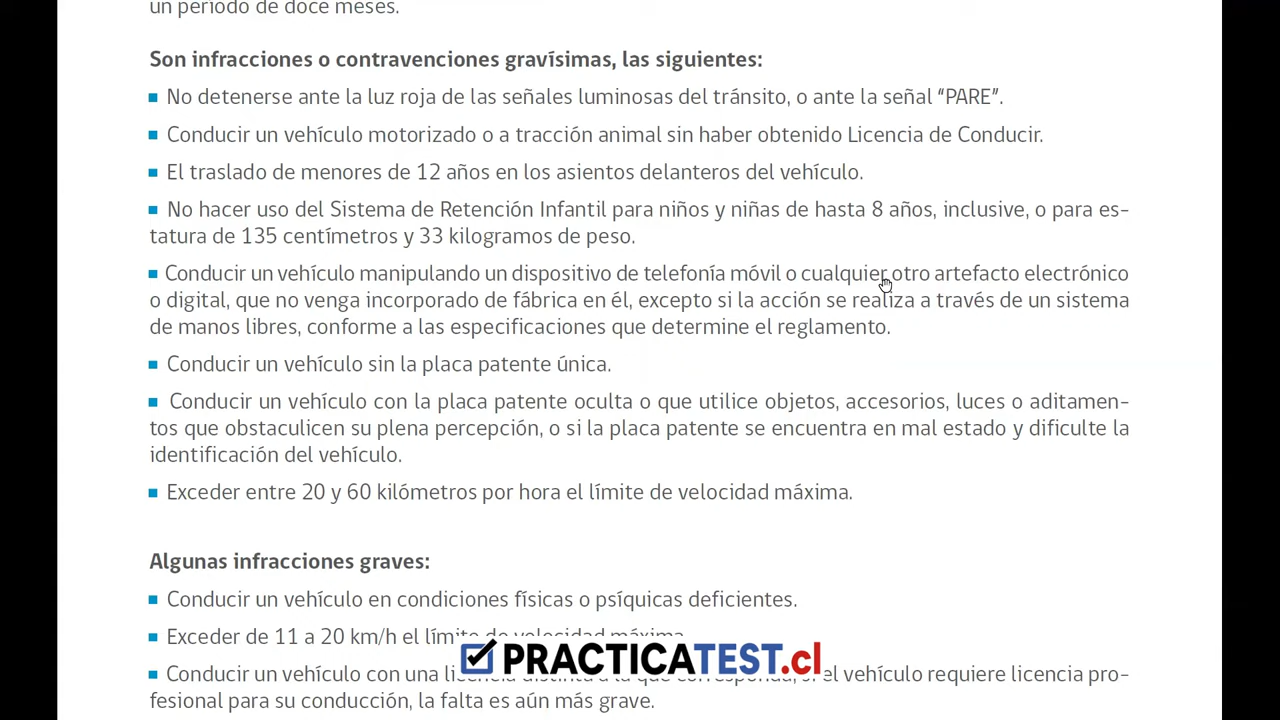 un período de doce meses.
Son infracciones o contravenciones gravísimas, las siguientes:
■ No detenerse ante la luz roja de las señales luminosas del tránsito, o ante la señal “PARE”.
■ Conducir un vehículo motorizado o a tracción animal sin haber obtenido Licencia de Conducir.
■ El traslado de menores de 12 años en los asientos delanteros del vehículo.
■ No hacer uso del Sistema de Retención Infantil para niños y niñas de hasta 8 años, inclusive, o para es-
tatura de 135 centímetros y 33 kilogramos de peso.
■ Conducir un vehículo manipulando un dispositivo de telefonía móvil o cualquier otro artefacto electrónico
o digital, que no venga incorporado de fábrica en él, excepto si la acción se realiza a través de un sistema
de manos libres, conforme a las especificaciones que determine el reglamento.
■ Conducir un vehículo sin la placa patente única.
■ Conducir un vehículo con la placa patente oculta o que utilice objetos, accesorios, luces o aditamen-
tos que obstaculicen su plena percepción, o si la placa patente se encuentra en mal estado y dificulte la
identificación del vehículo.
■ Exceder entre 20 y 60 kilómetros por hora el límite de velocidad máxima.
Algunas infracciones graves:
■ Conducir un vehículo en condiciones físicas o psíquicas deficientes.
■ Exceder de 11 a 20 km/h el límite de velocidad máxima.
PRACTICATEST.cl
■ Conducir un vehículo con una licencia distinta a la que corresponda, si el vehículo requiere licencia pro-
fesional para su conducción, la falta es aún más grave.